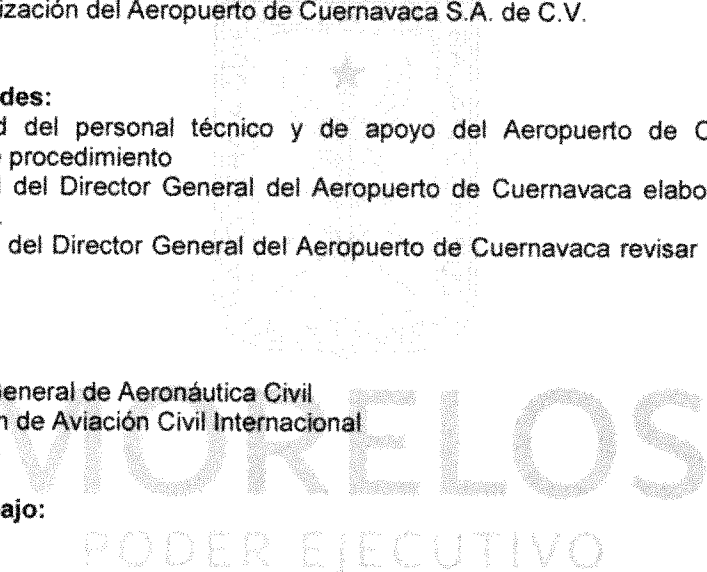 ización del Aeropuerto de Cuernavaca S.A. de C.V.
des:
d del personal técnico y de apoyo del Aeropuerto de C
procedimiento
del Director General del Aeropuerto de Cuernavaca elabo
del Director General del Aeropuerto de Cuernavaca revisar
General de Aeronáutica Civil
n de Aviación Civil Internacional
MORELOS
ajo:
PODER EJECUTIVO